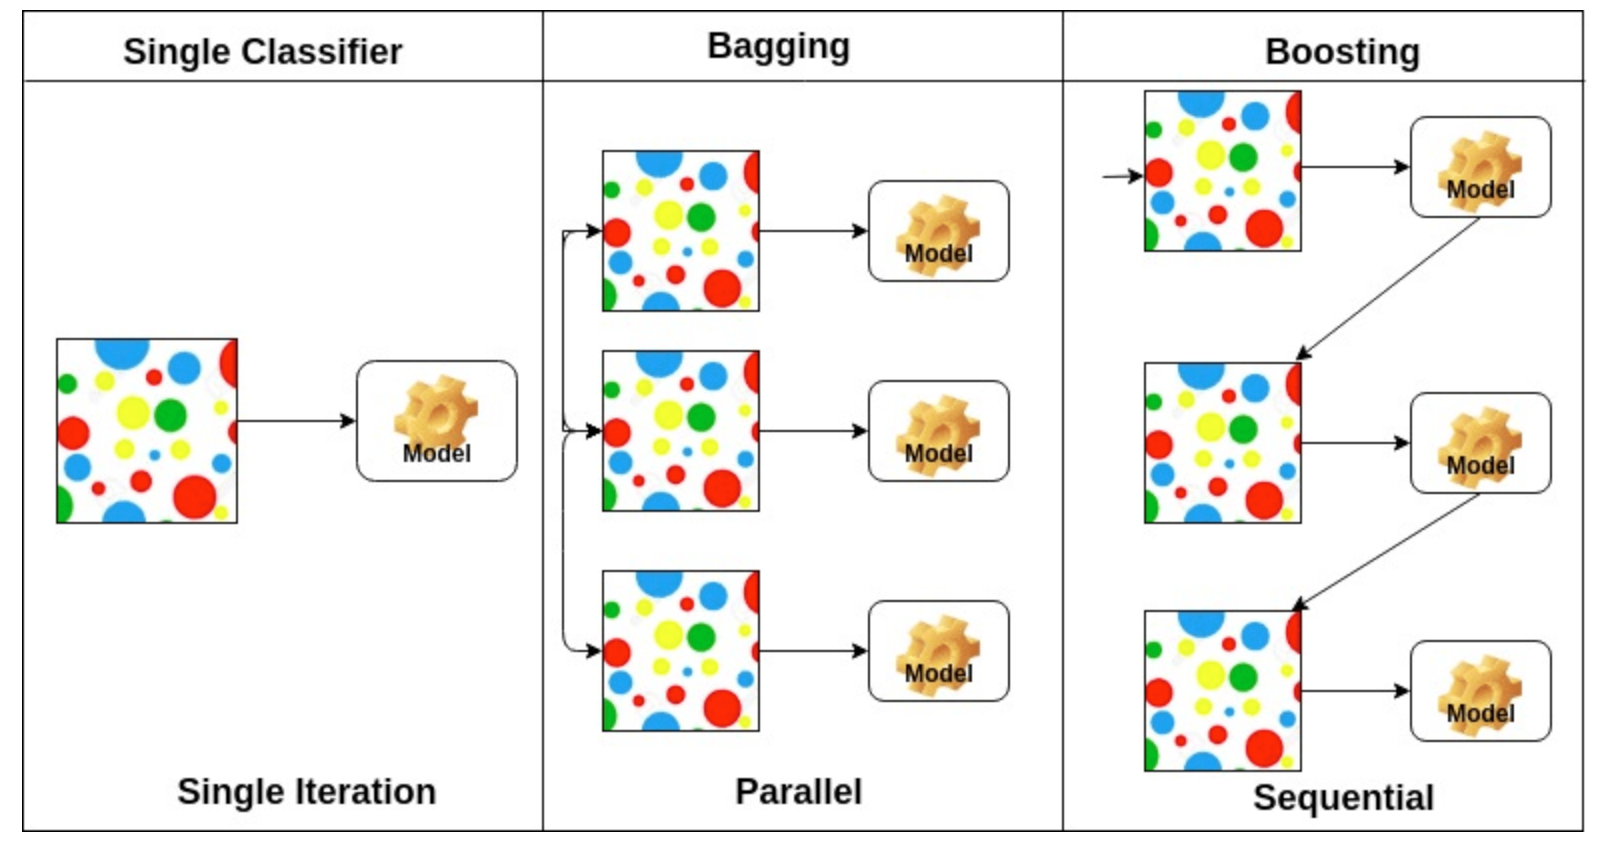 Single Classifier
Bagging
Boosting
Model
Model
Model
Model
Model
Model
Model
Single Iteration
Parallel
Sequential